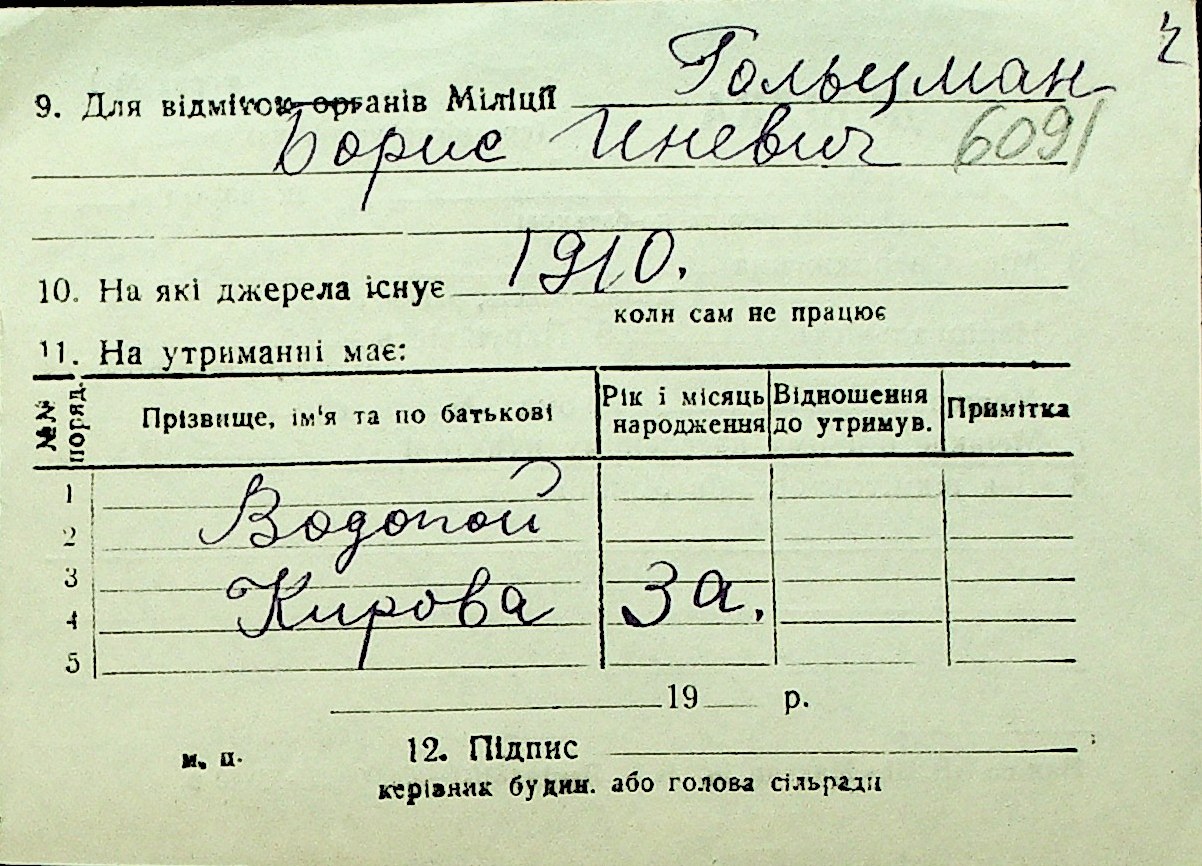 Гольцман
9. Для відміток органів Міліції
Борис Иневич 6091
10. На які джерела існує 1910.
коли сам не працює
11. На утриманні має:
№№ поряд. Прізвище, ім'я та по батькові Рік і місяць народження Відношення до утримув. Примітка
1
2 Водопой
3
4 Кирова 3а.
5
19 р.
м. п. 12. Підпис
керівник будин. або голова сільради